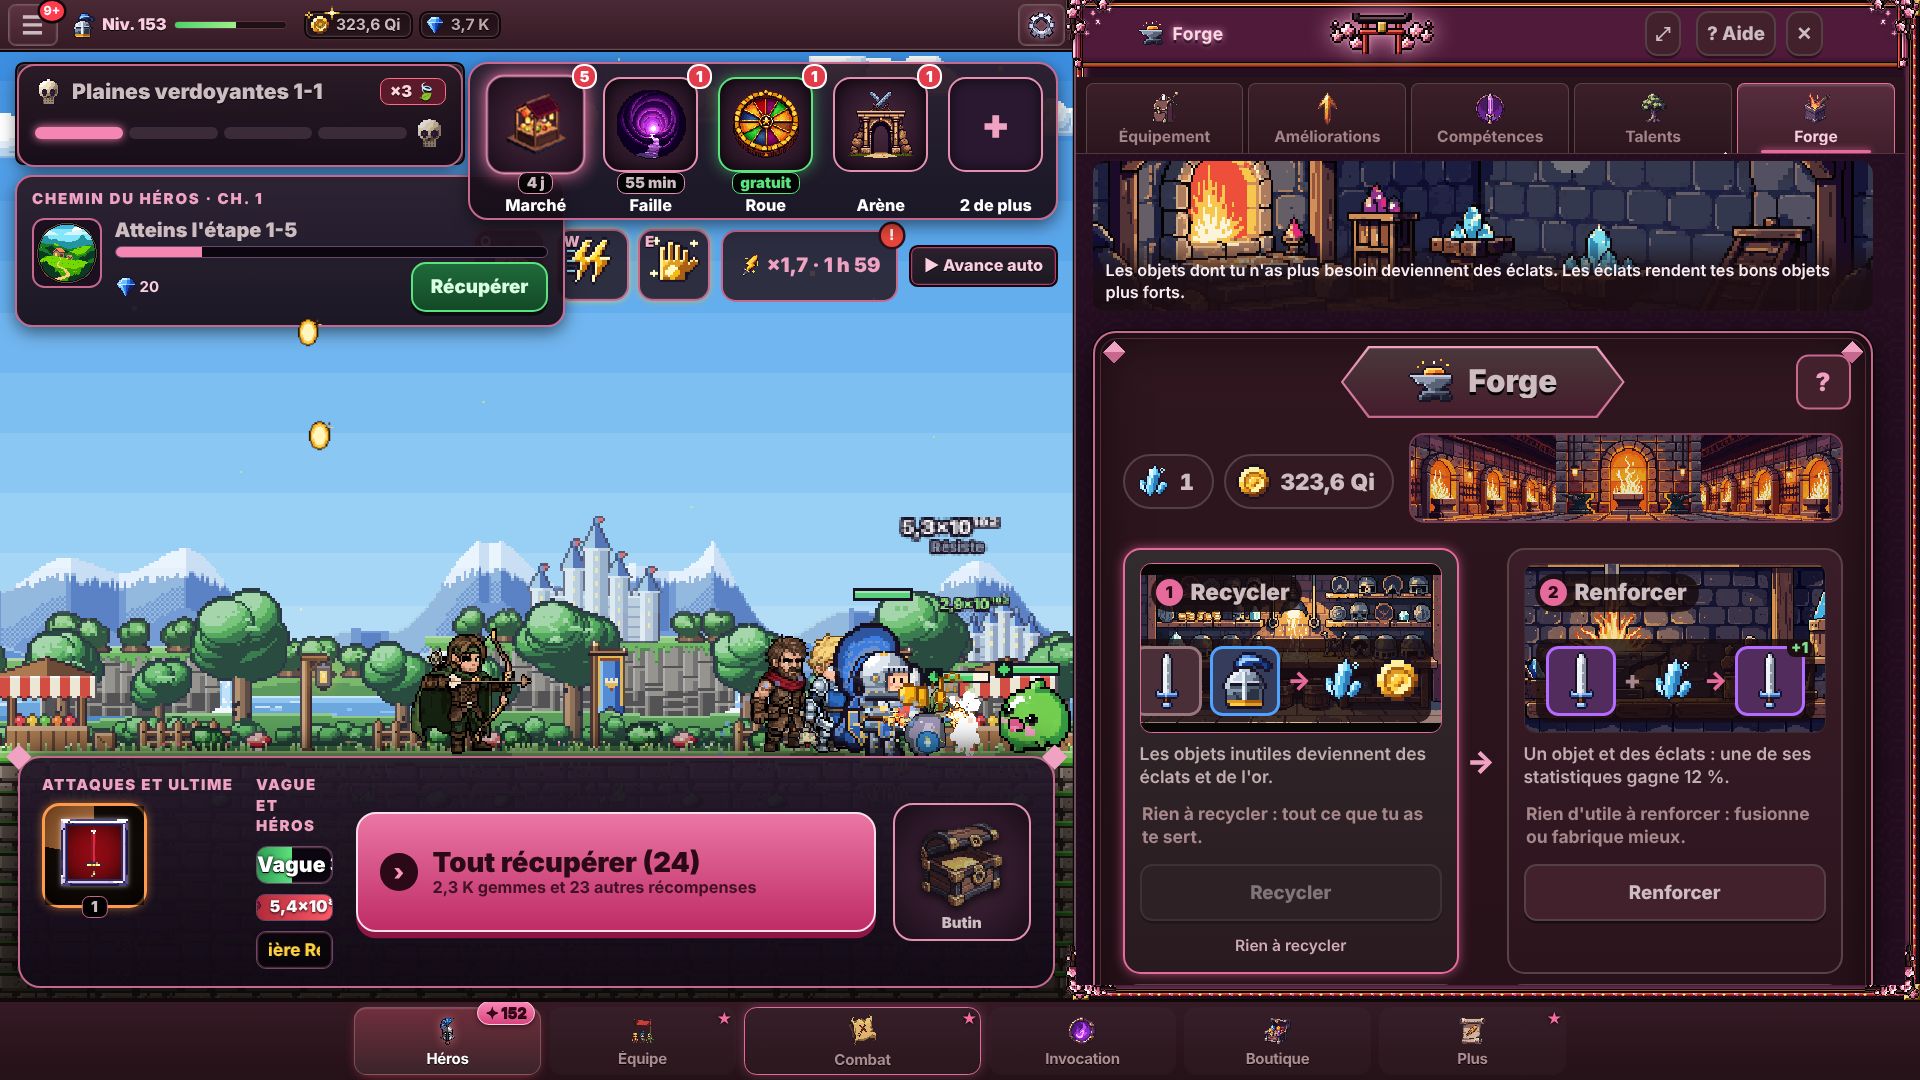 9+
Niv. 153
323,6 Qi
3,7 K
Plaines verdoyantes 1-1
×3
CHEMIN DU HÉROS · CH. 1
Atteins l'étape 1-5
20
Récupérer
5
1
1
1
4 j
55 min
gratuit
Marché
Faille
Roue
Arène
2 de plus
W
E
×1,7 · 1 h 59
!
Avance auto
Résiste
ATTAQUES ET ULTIME
1
VAGUE
ET
HÉROS
Vague
5,4×10
ière
Tout récupérer (24)
2,3 K gemmes et 23 autres récompenses
Butin
152
Héros
Équipe
Combat
Invocation
Boutique
Plus
Forge
? Aide
×
Équipement
Améliorations
Compétences
Talents
Forge
Les objets dont tu n'as plus besoin deviennent des éclats. Les éclats rendent tes bons objets
plus forts.
Forge
?
1
323,6 Qi
1 Recycler
Les objets inutiles deviennent des
éclats et de l'or.
Rien à recycler : tout ce que tu as
te sert.
Recycler
Rien à recycler
2 Renforcer
+1
Un objet et des éclats : une de ses
statistiques gagne 12 %.
Rien d'utile à renforcer : fusionne
ou fabrique mieux.
Renforcer